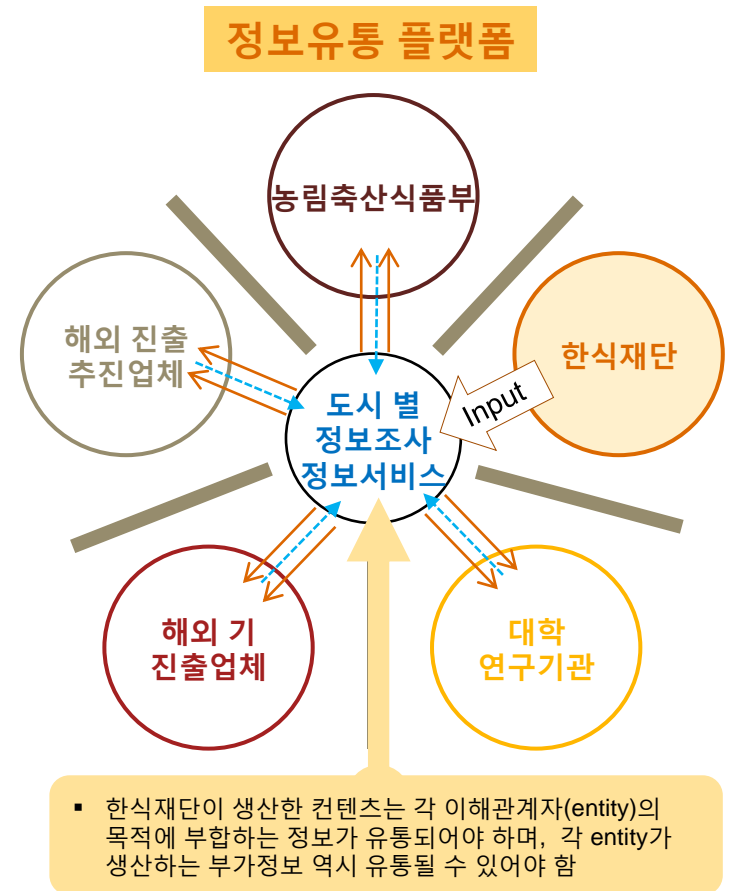 정보유통 플랫폼
농림축산식품부
해외 진출
추진업체
한식재단
Input
도시 별
정보조사
정보서비스
해외 기
진출업체
대학
연구기관
▪ 한식재단이 생산한 컨텐츠는 각 이해관계자(entity)의
목적에 부합하는 정보가 유통되어야 하며, 각 entity가
생산하는 부가정보 역시 유통될 수 있어야 함